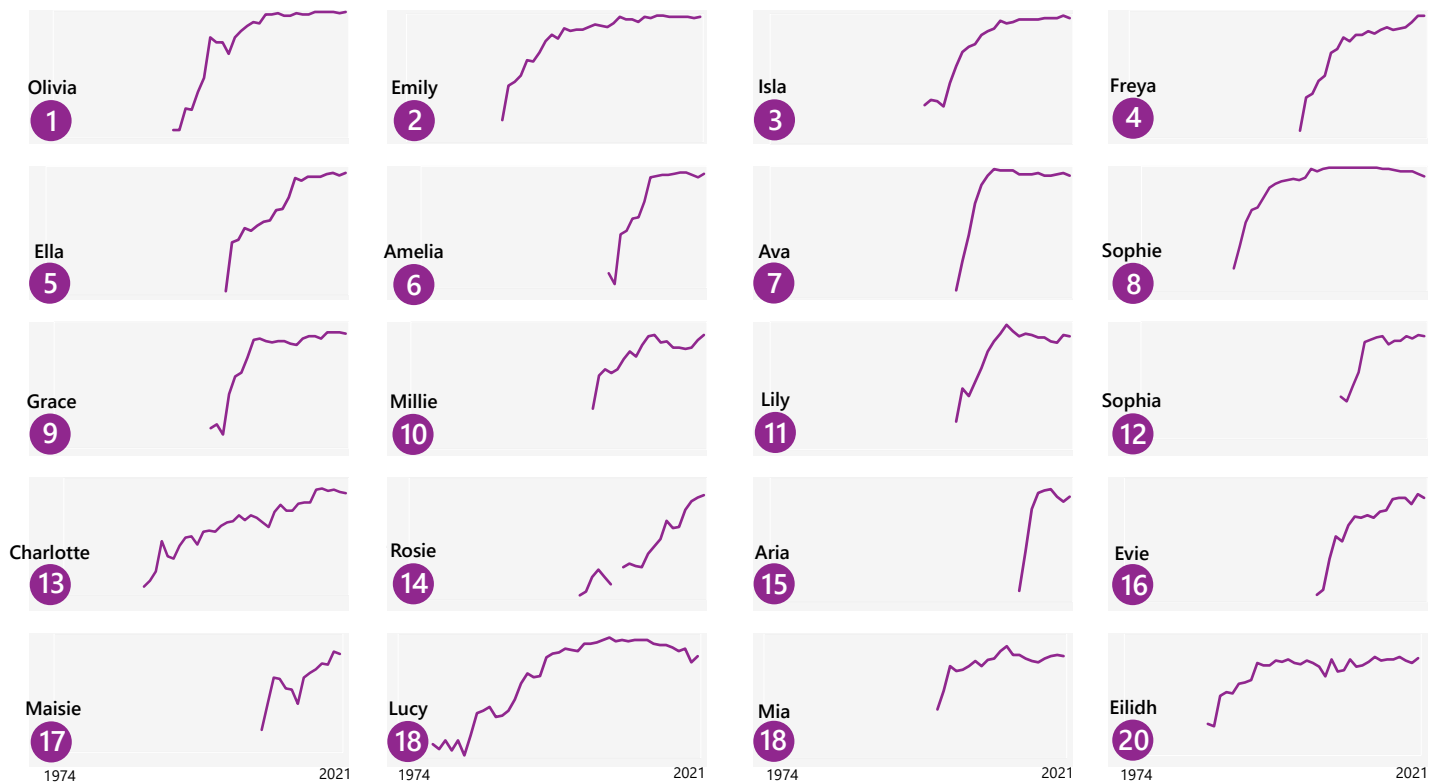 Olivia
1
Emily
2
Isla
3
Freya
4
Ella
5
Amelia
6
Ava
7
Sophie
8
Grace
9
Millie
10
Lily
11
Sophia
12
Charlotte
13
Rosie
14
Aria
15
Evie
16
Maisie
17
Lucy
18
Mia
18
Eilidh
20
1974 2021
1974 2021
1974 2021
1974 2021